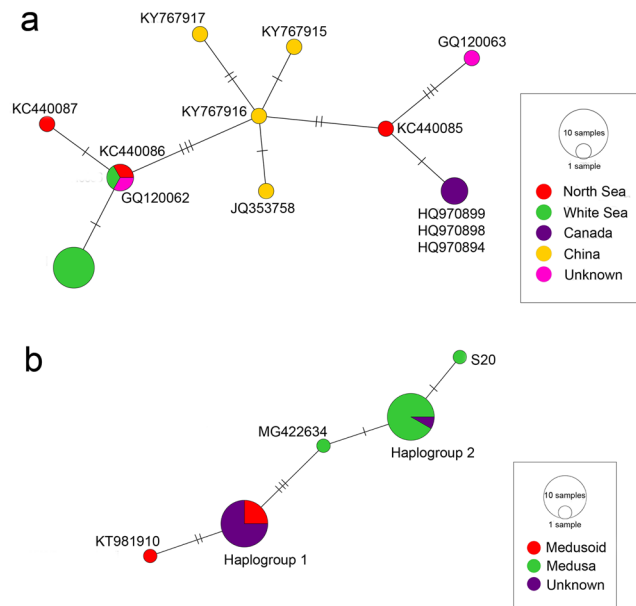 a
KY767917
KY767915
GQ120063
KC440087
KY767916
KC440086
KC440085
GQ120062
JQ353758
HQ970899
HQ970898
HQ970894
10 samples
1 sample
North Sea
White Sea
Canada
China
Unknown
b
S20
MG422634
Haplogroup 2
KT981910
Haplogroup 1
10 samples
1 sample
Medusoid
Medusa
Unknown